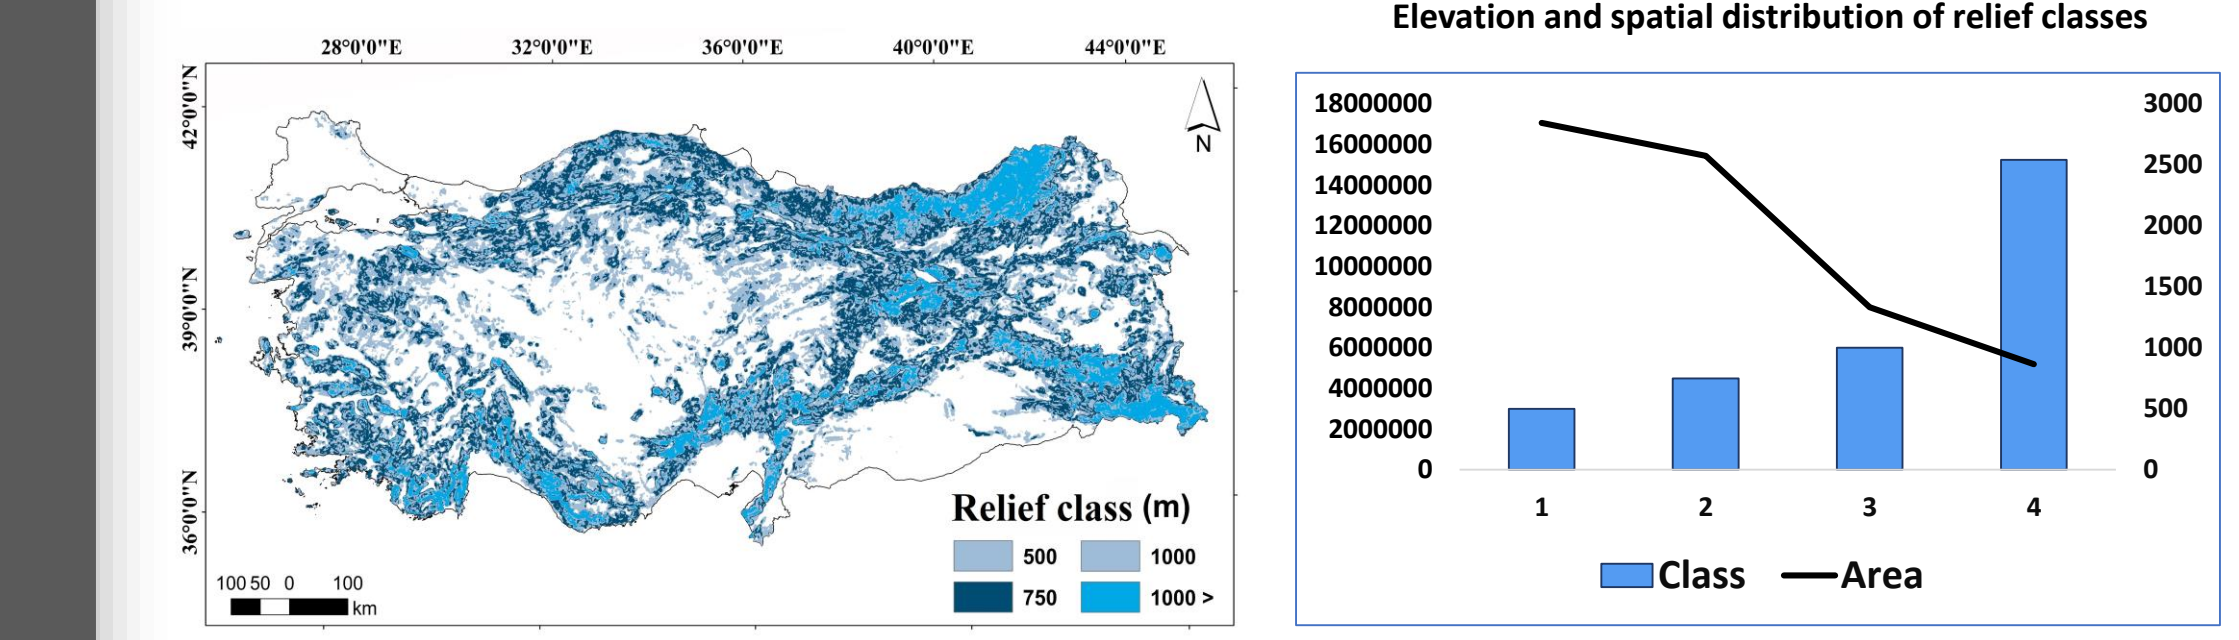 Elevation and spatial distribution of relief classes
28°0'0"E 32°0'0"E 36°0'0"E 40°0'0"E 44°0'0"E
42°0'0"N
39°0'0"N
36°0'0"N
N
Relief class (m)
500 1000
750 1000 >
100 50 0 100
km
18000000 3000
16000000
14000000 2500
12000000 2000
10000000
8000000 1500
6000000 1000
4000000
2000000 500
0 0
1 2 3 4
Class Area